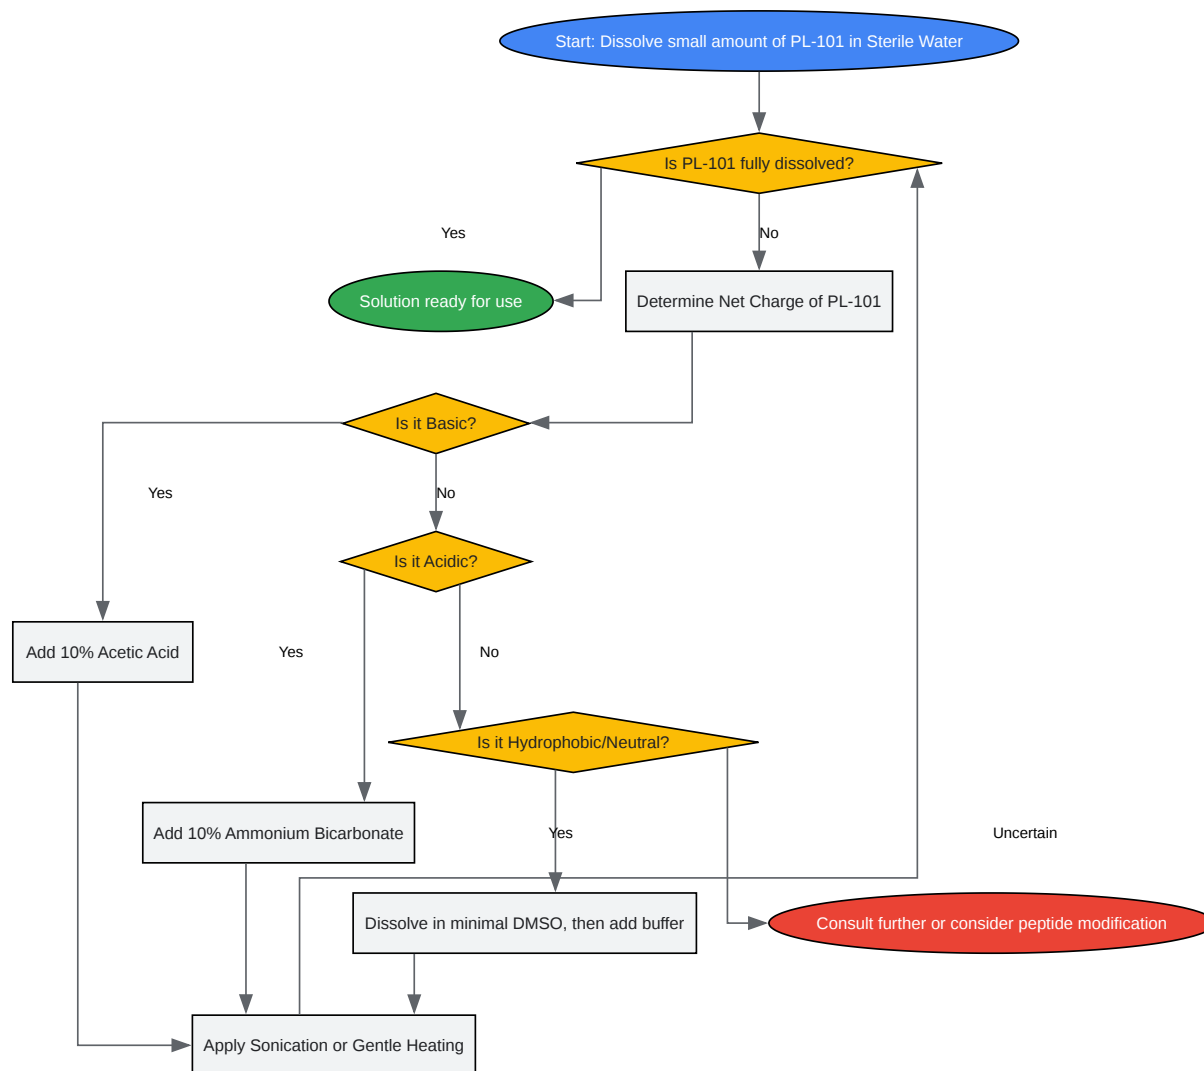 Start: Dissolve small amount of PL-101 in Sterile Water
Is PL-101 fully dissolved?
Yes
No
Solution ready for use
Determine Net Charge of PL-101
Is it Basic?
Yes
No
Is it Acidic?
Add 10% Acetic Acid
Yes
No
Is it Hydrophobic/Neutral?
Add 10% Ammonium Bicarbonate
Yes
Uncertain
Dissolve in minimal DMSO, then add buffer
Consult further or consider peptide modification
Apply Sonication or Gentle Heating